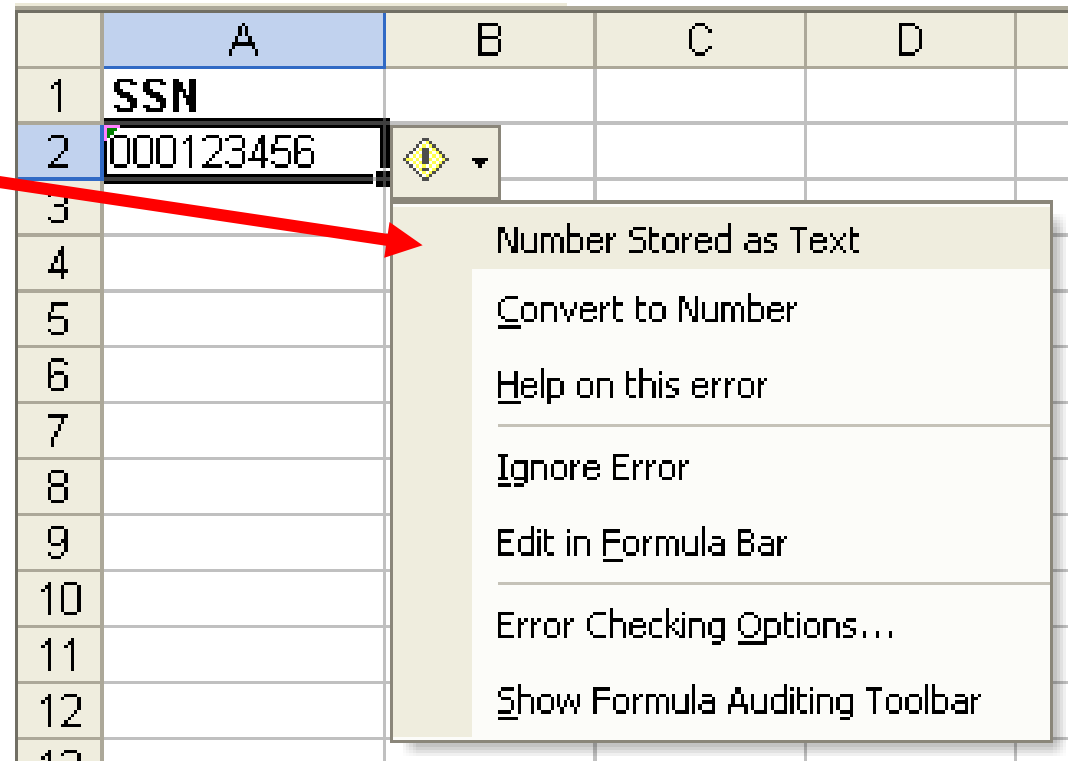 A B C D
1 SSN
2 000123456
3
Number Stored as Text
4
Convert to Number
5
6
Help on this error
7
8
Ignore Error
9
Edit in Formula Bar
10
Error Checking Options...
11
12
Show Formula Auditing Toolbar